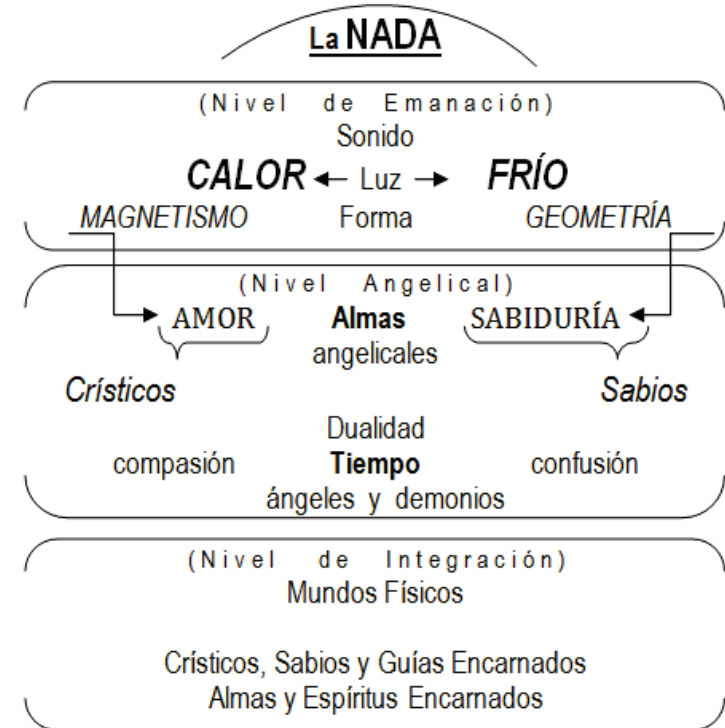 La NADA
(Nivel de Emanación)
Sonido
CALOR ← Luz → FRÍO
MAGNETISMO Forma GEOMETRÍA
(Nivel Angelical)
AMOR Almas SABIDURÍA
angelicales
Crísticos Sabios
Dualidad
compasión Tiempo confusión
ángeles y demonios
(Nivel de Integración)
Mundos Físicos
Crísticos, Sabios y Guías Encarnados
Almas y Espíritus Encarnados